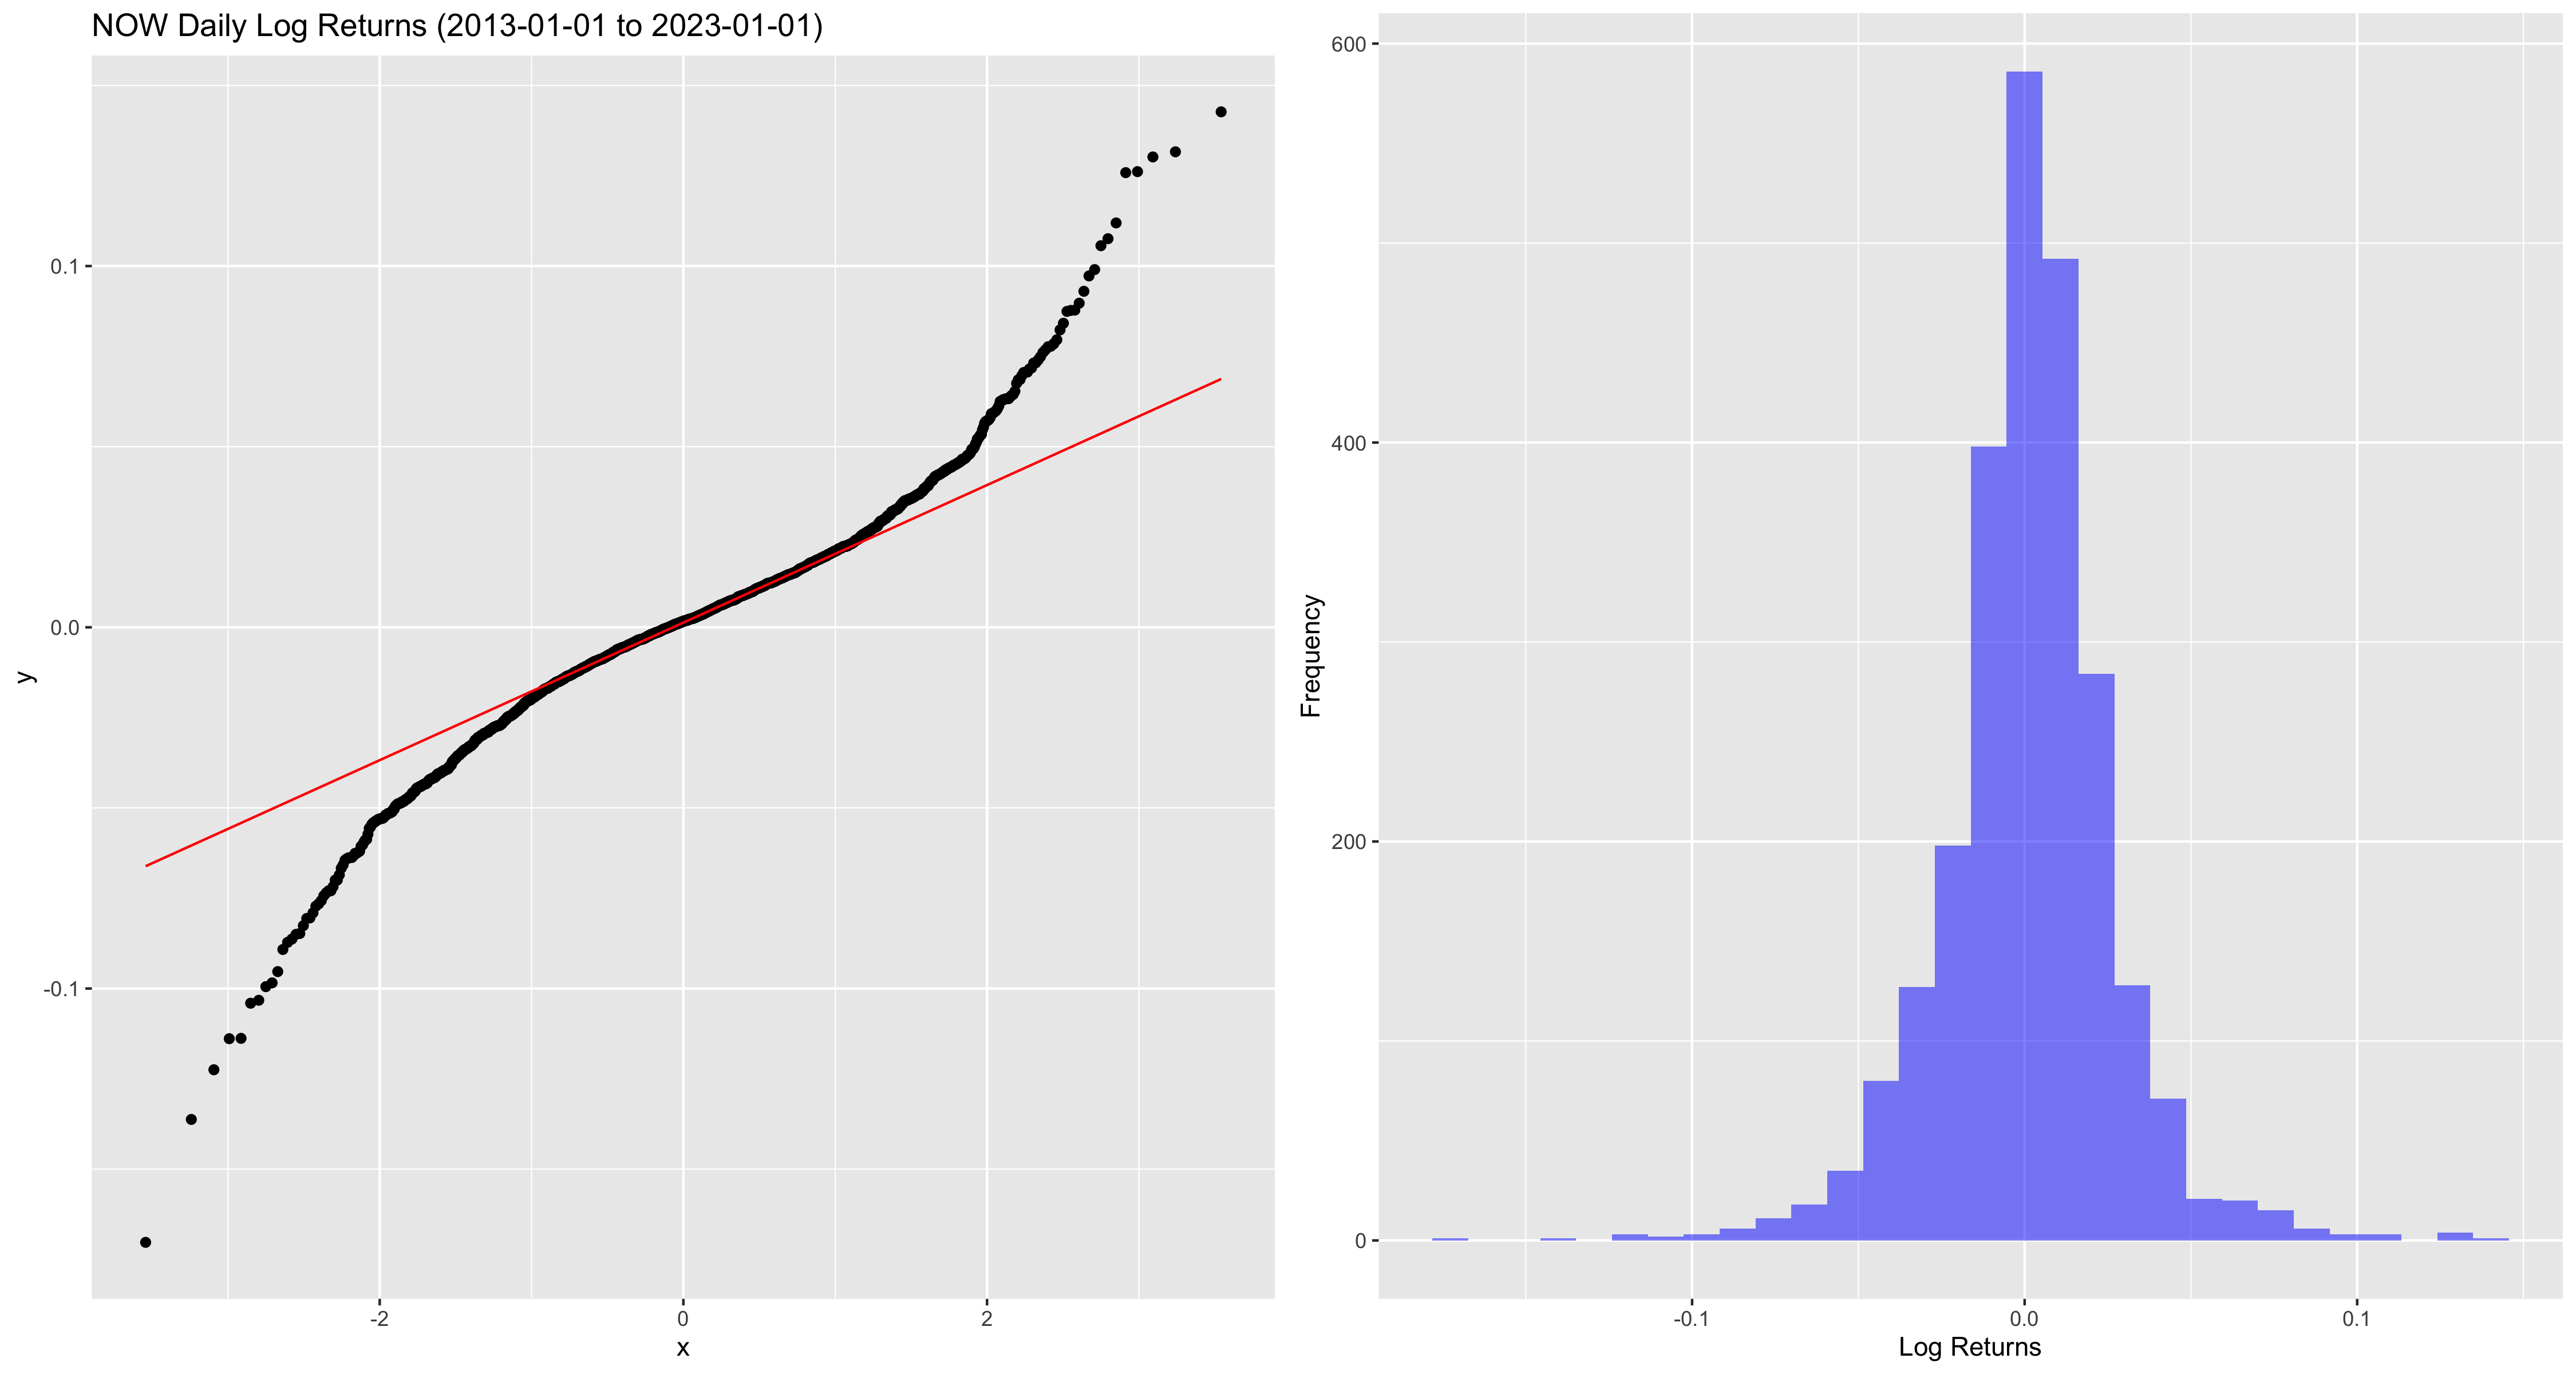 NOW Daily Log Returns (2013-01-01 to 2023-01-01)
y
0.1
0.0
-0.1
-2
0
2
x
Frequency
600
400
200
0
-0.1
0.0
0.1
Log Returns